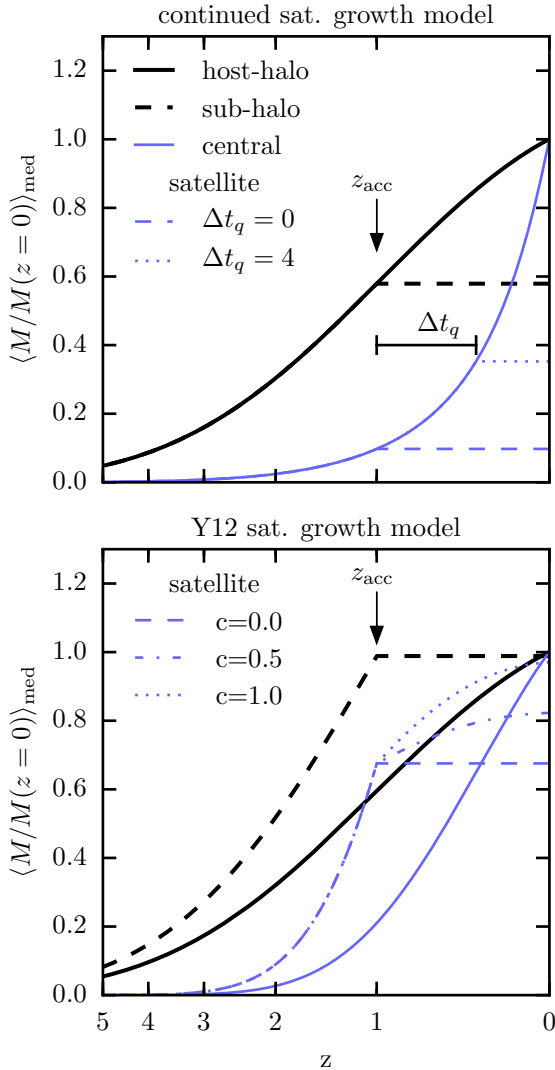 continued sat. growth model
1.2
1.0
0.8
0.6
0.4
0.2
0.0
⟨M/M(z = 0)⟩med
host-halo
sub-halo
central
satellite
Δtq = 0
Δtq = 4
zacc
Δtq
Y12 sat. growth model
1.2
1.0
0.8
0.6
0.4
0.2
0.0
⟨M/M(z = 0)⟩med
satellite
c=0.0
c=0.5
c=1.0
zacc
5 4 3 2 1 0
z